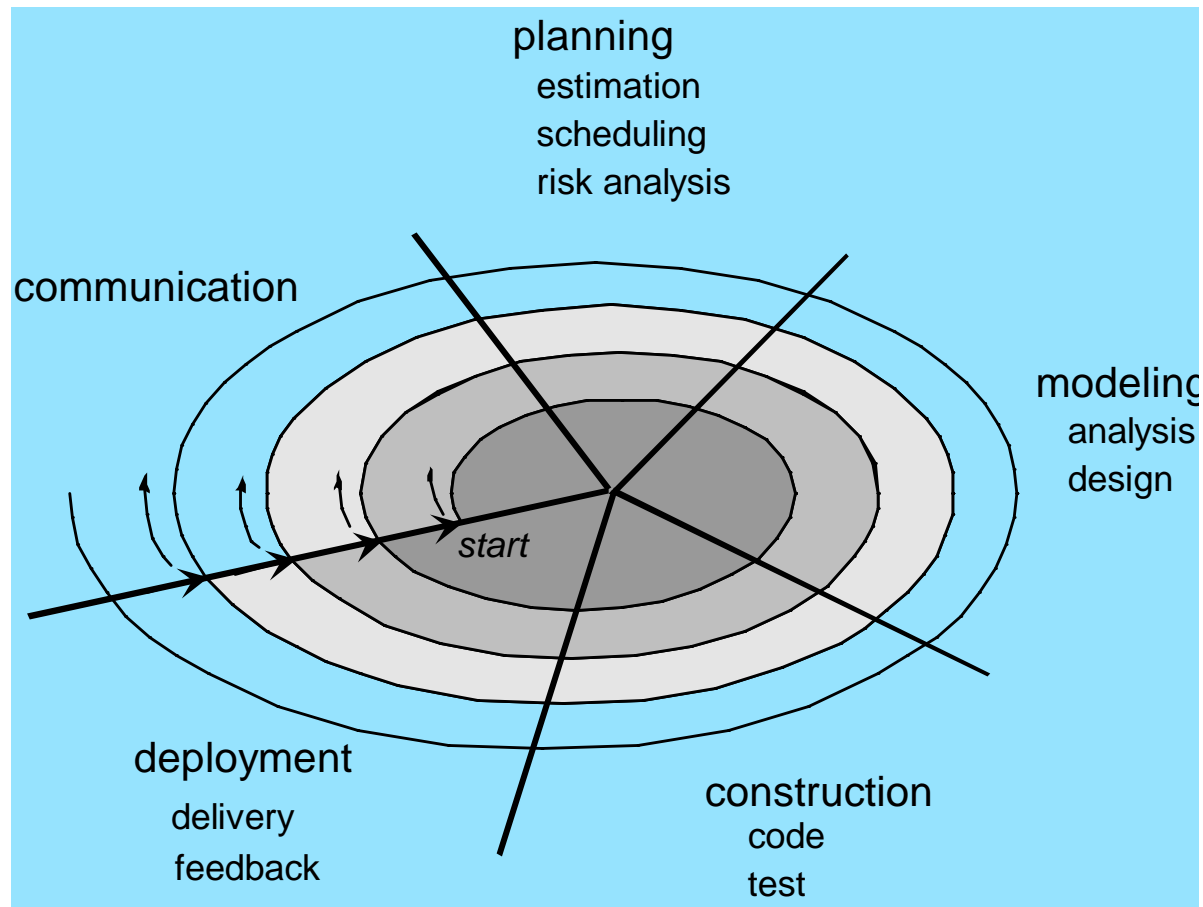 planning
estimation
scheduling
risk analysis
communication
modeling
analysis
design
start
deployment
delivery
feedback
construction
code
test